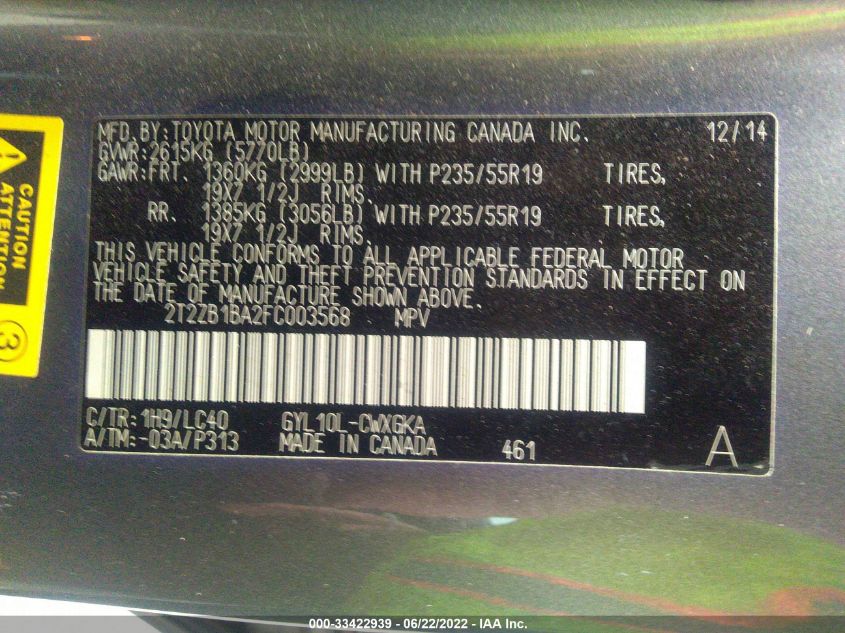 MFD.BY:TOYOTA MOTOR MANUFACTURING CANADA INC. 12/14
GVWR:2615KG (5770LB)
GAWR:FRT. 1360KG (2999LB) WITH P235/55R19 TIRES,
19X7 1/2J RIMS.
RR. 1385KG (3056LB) WITH P235/55R19 TIRES,
19X7 1/2J RIMS.
THIS VEHICLE CONFORMS TO ALL APPLICABLE FEDERAL MOTOR
VEHICLE SAFETY AND THEFT PREVENTION STANDARDS IN EFFECT ON
THE DATE OF MANUFACTURE SHOWN ABOVE.
2T2ZB1BA2FC003568 MPV
C/TR:1H9/LC40 GYL10L-CWXGKA
A/TM:-03A/P313 MADE IN CANADA 461 A
CAUTION
ATTENTION
3
000-33422939 - 06/22/2022 - IAA Inc.